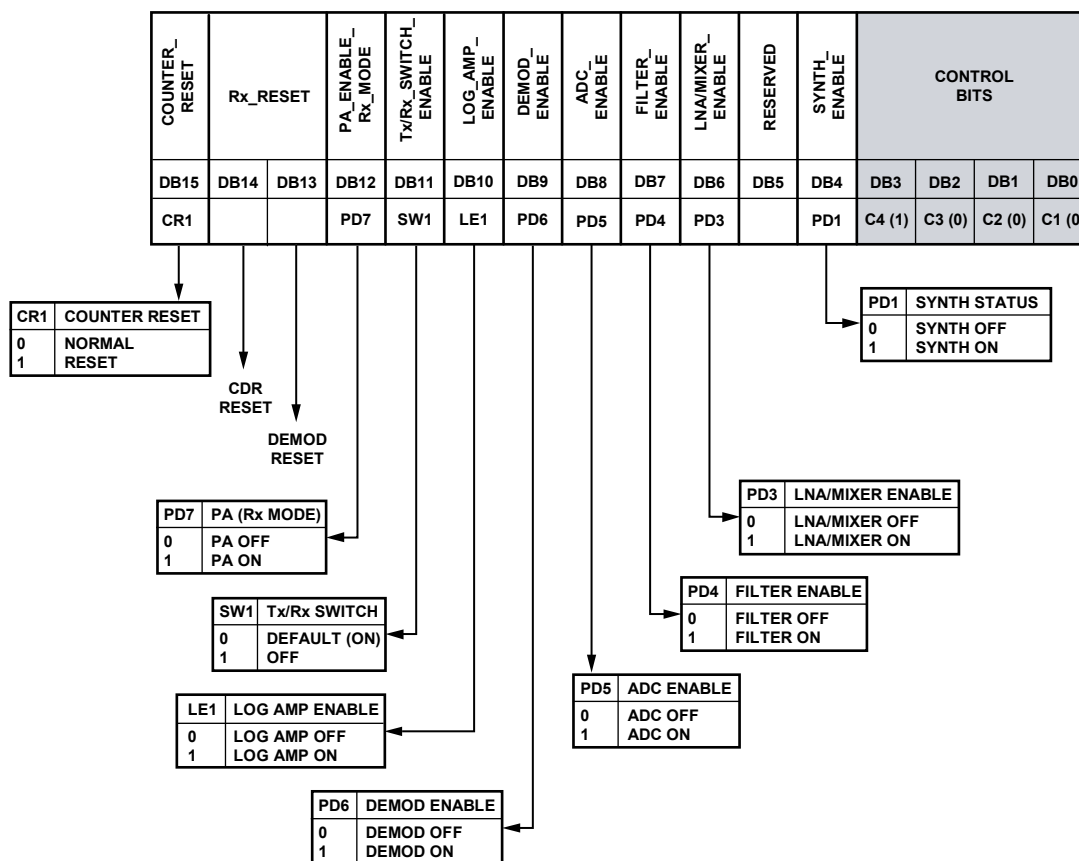 COUNTER_
RESET
Rx_RESET
PA_ENABLE_
Rx_MODE
Tx/Rx_SWITCH_
ENABLE
LOG_AMP_
ENABLE
DEMOD_
ENABLE
ADC_
ENABLE
FILTER_
ENABLE
LNA/MIXER_
ENABLE
RESERVED
SYNTH_
ENABLE
CONTROL
BITS
DB15 DB14 DB13 DB12 DB11 DB10 DB9 DB8 DB7 DB6 DB5 DB4 DB3 DB2 DB1 DB0
CR1 PD7 SW1 LE1 PD6 PD5 PD4 PD3 PD1 C4 (1) C3 (0) C2 (0) C1 (0
CR1 COUNTER RESET
0 NORMAL
1 RESET
PD1 SYNTH STATUS
0 SYNTH OFF
1 SYNTH ON
CDR
RESET
DEMOD
RESET
PD7 PA (Rx MODE)
0 PA OFF
1 PA ON
PD3 LNA/MIXER ENABLE
0 LNA/MIXER OFF
1 LNA/MIXER ON
SW1 Tx/Rx SWITCH
0 DEFAULT (ON)
1 OFF
PD4 FILTER ENABLE
0 FILTER OFF
1 FILTER ON
LE1 LOG AMP ENABLE
0 LOG AMP OFF
1 LOG AMP ON
PD5 ADC ENABLE
0 ADC OFF
1 ADC ON
PD6 DEMOD ENABLE
0 DEMOD OFF
1 DEMOD ON